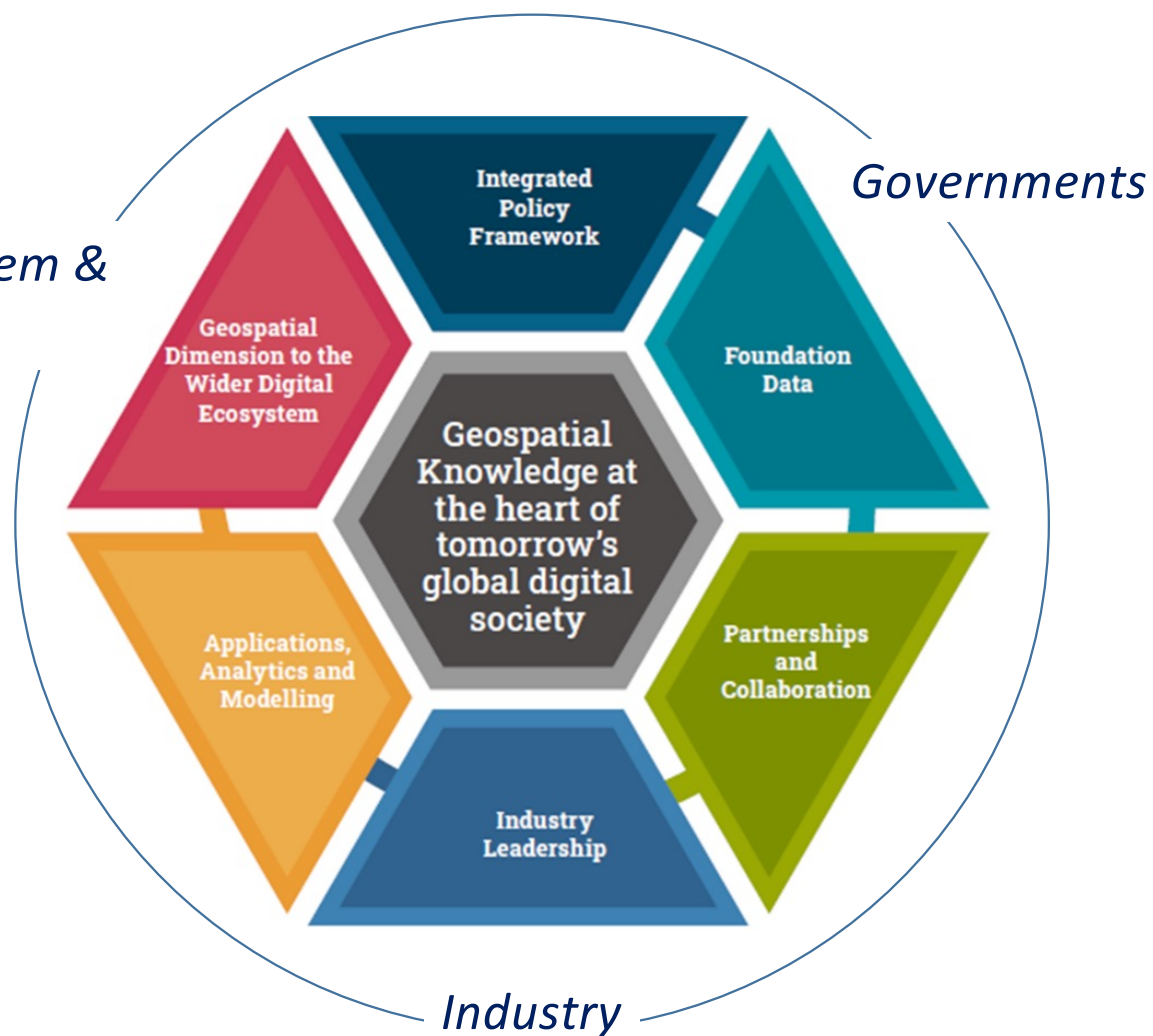 Integrated
Policy
Framework
Governments
em &
Geospatial
Dimension to the
Wider Digital
Ecosystem
Foundation
Data
Geospatial
Knowledge at
the heart of
tomorrow's
global digital
society
Applications,
Analytics and
Modelling
Partnerships
and
Collaboration
Industry
Leadership
Industry